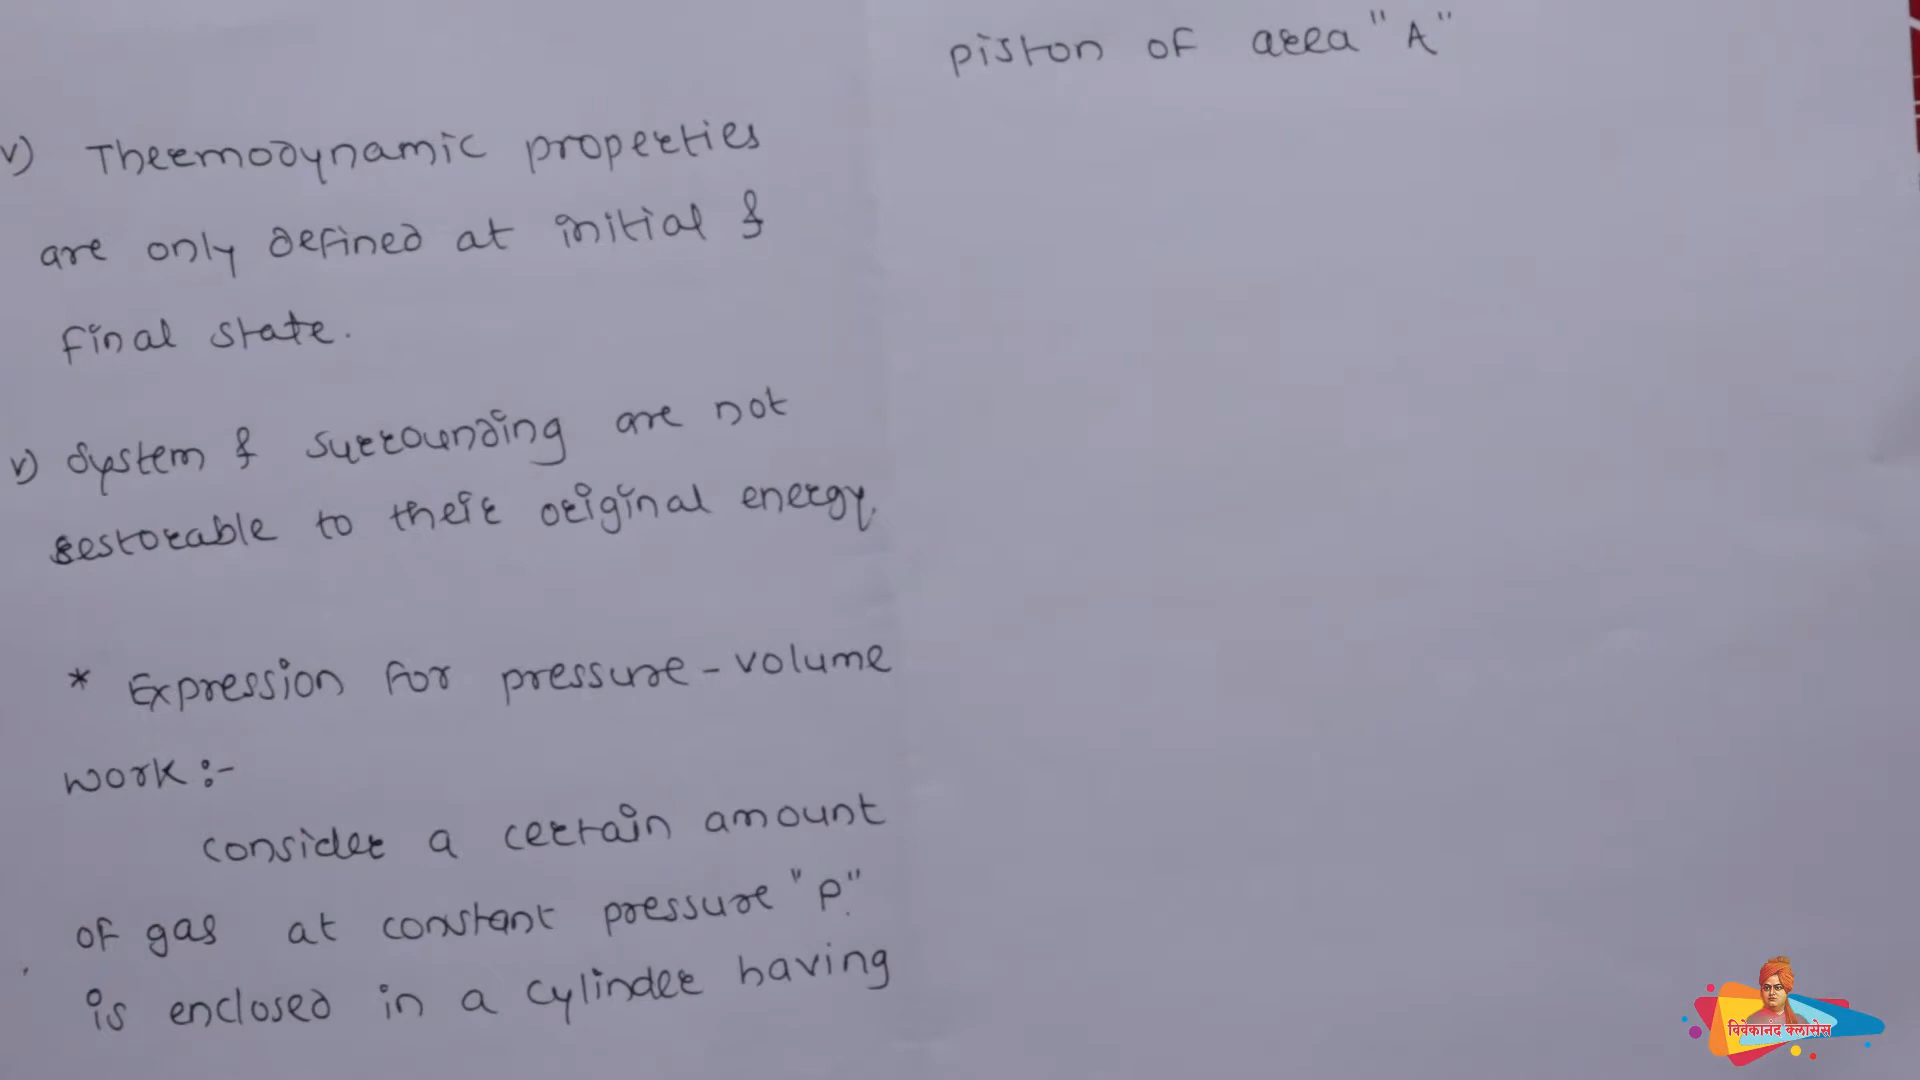 v) Thermodynamic properties
are only defined at initial &
final state.
v) System & surrounding are not
restorable to their original energy.
* Expression for pressure-volume
work :-
consider a certain amount
of gas at constant pressure "P."
is enclosed in a cylinder having
piston of area "A"
विवेकानंद क्लासेस